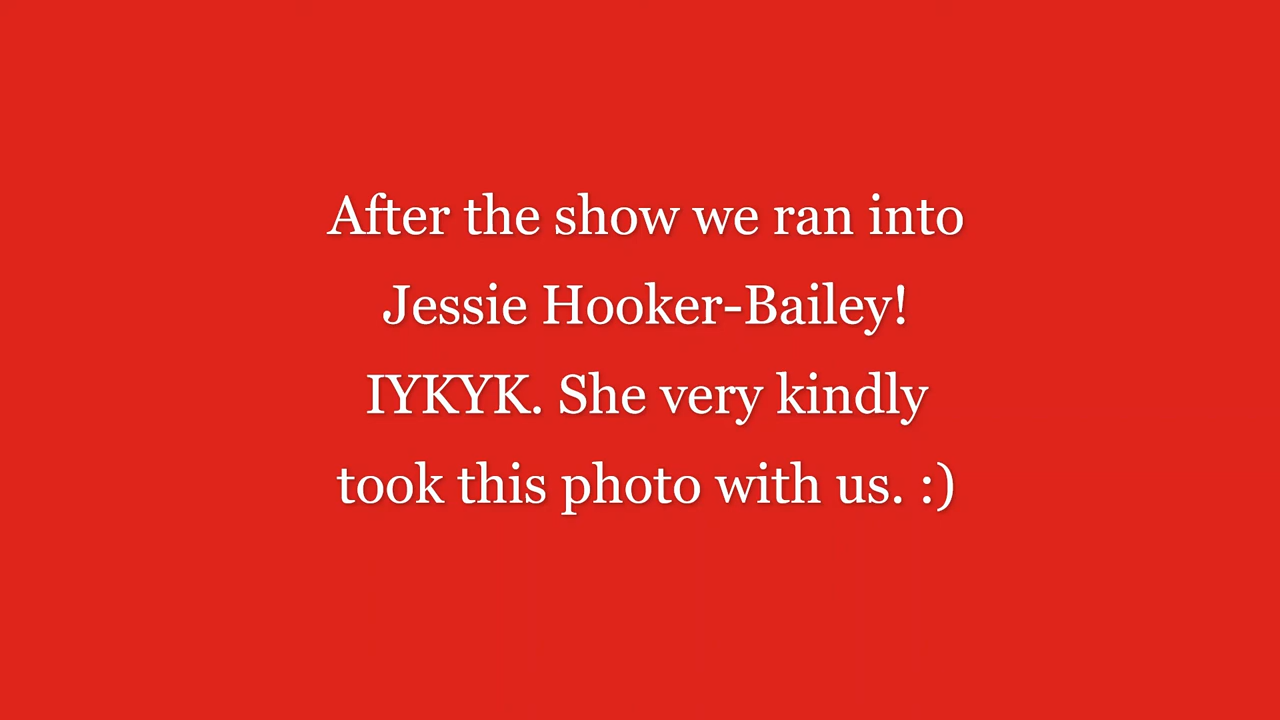 After the show we ran into
Jessie Hooker-Bailey!
IYKYK. She very kindly
took this photo with us. :)